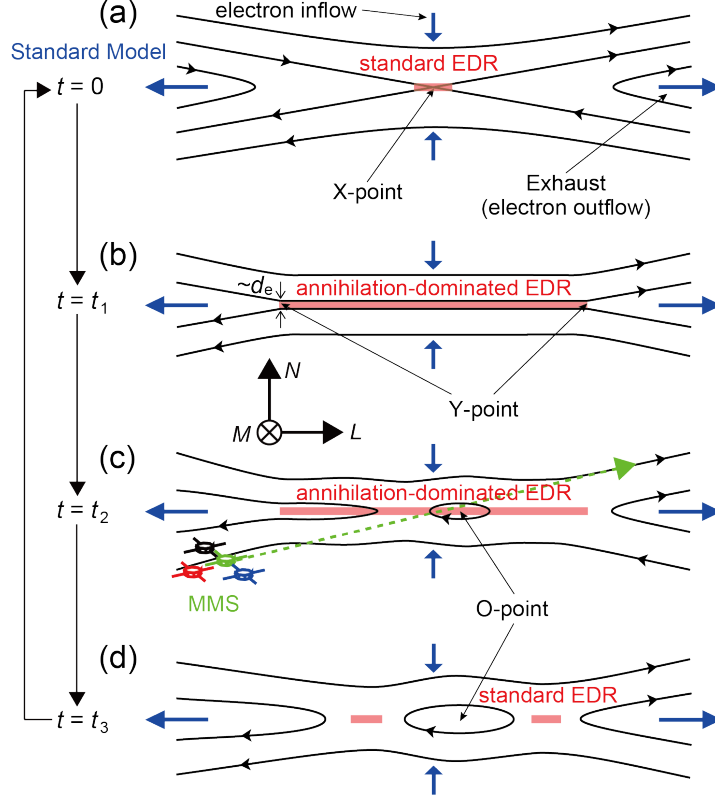 (a)
electron inflow
Standard Model
standard EDR
t = 0
X-point
Exhaust
(electron outflow)
(b)
annihilation-dominated EDR
~dₑ
t = t₁
Y-point
N
M
L
(c)
annihilation-dominated EDR
t = t₂
MMS
O-point
(d)
standard EDR
t = t₃